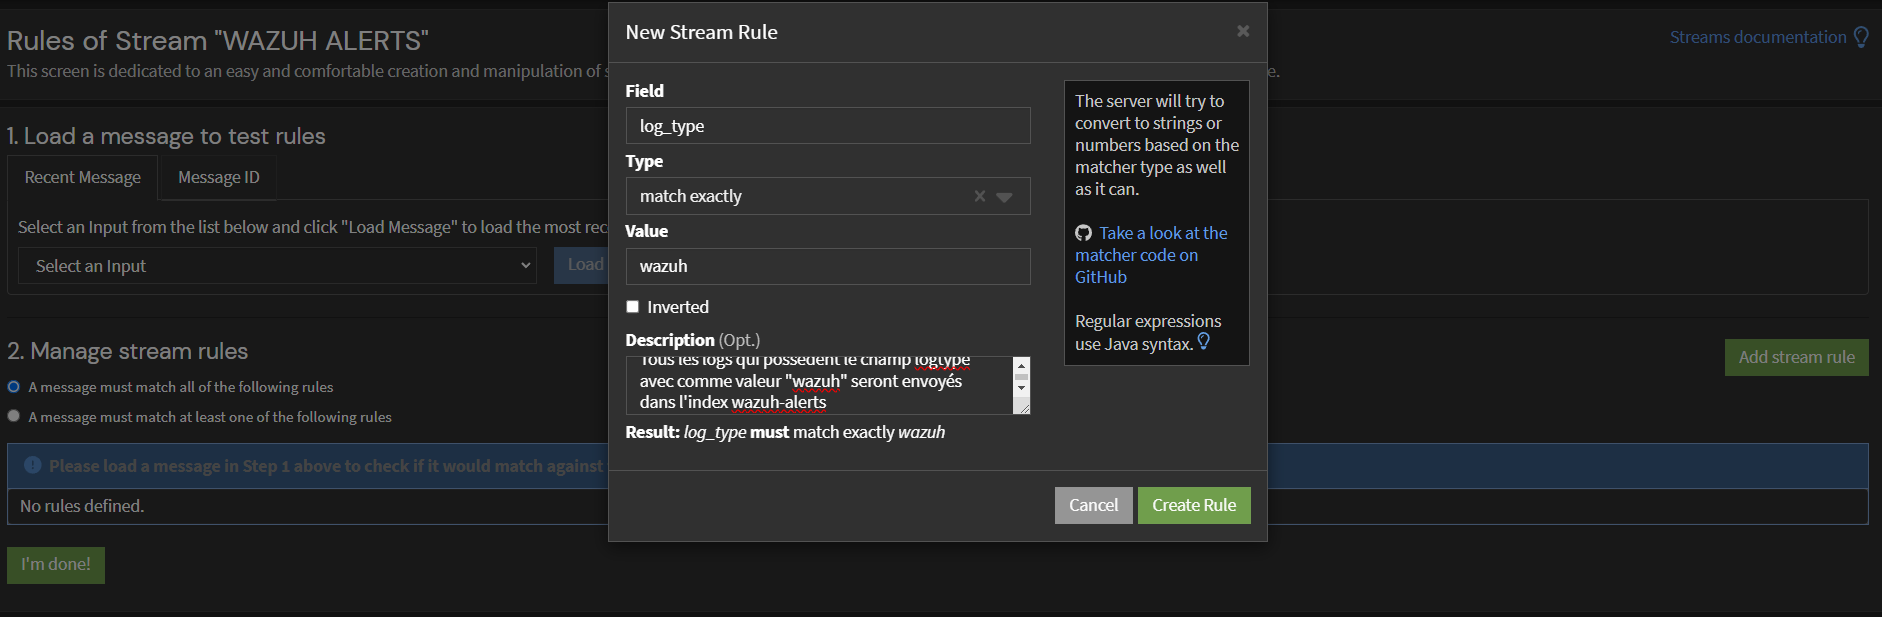 Rules of Stream "WAZUH ALERTS"
Streams documentation
This screen is dedicated to an easy and comfortable creation and manipulation of s
e.
1. Load a message to test rules
Recent Message
Message ID
Select an Input from the list below and click "Load Message" to load the most rec
Select an Input
Load
2. Manage stream rules
Add stream rule
A message must match all of the following rules
A message must match at least one of the following rules
Please load a message in Step 1 above to check if it would match against
No rules defined.
I'm done!
New Stream Rule
×
Field
log_type
Type
match exactly
Value
wazuh
Inverted
Description (Opt.)
Tous les logs qui possèdent le champ logtype
avec comme valeur "wazuh" seront envoyés
dans l'index wazuh-alerts
Result: log_type must match exactly wazuh
The server will try to
convert to strings or
numbers based on the
matcher type as well
as it can.
Take a look at the
matcher code on
GitHub
Regular expressions
use Java syntax.
Cancel
Create Rule